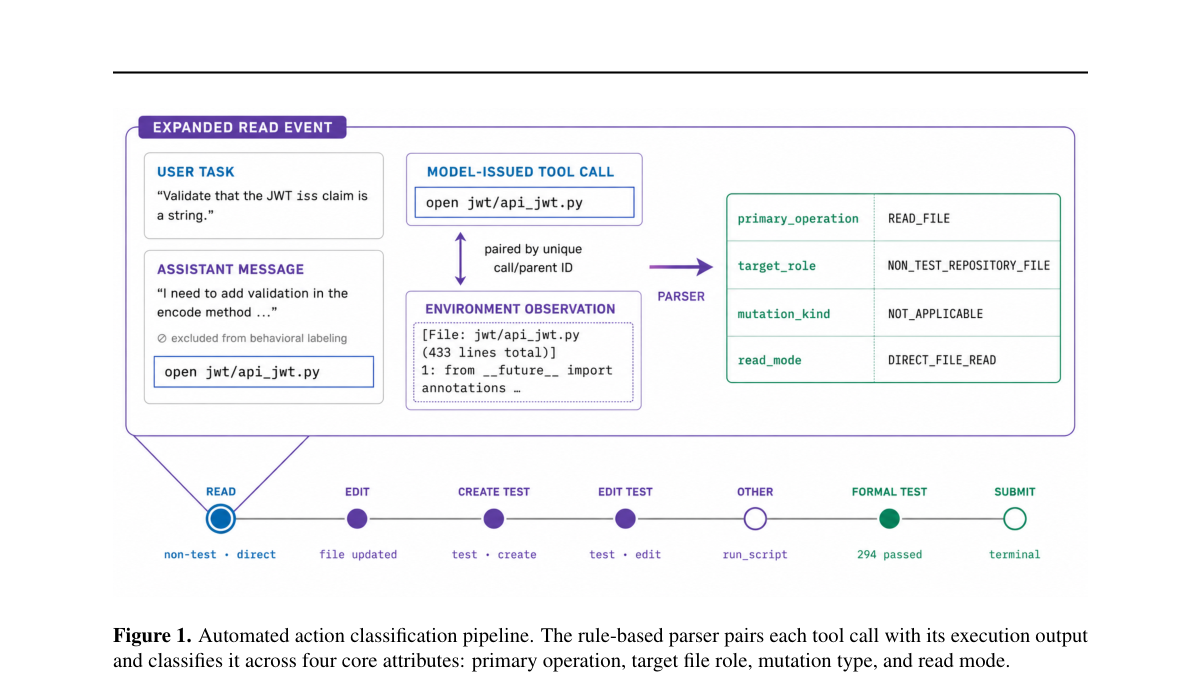 EXPANDED READ EVENT
USER TASK
“Validate that the JWT iss claim is
a string.”
ASSISTANT MESSAGE
“I need to add validation in the
encode method ...”
⊘ excluded from behavioral labeling
open jwt/api_jwt.py
MODEL-ISSUED TOOL CALL
open jwt/api_jwt.py
paired by unique
call/parent ID
ENVIRONMENT OBSERVATION
[File: jwt/api_jwt.py
(433 lines total)]
1: from __future__ import
annotations …
PARSER
primary_operation READ_FILE
target_role NON_TEST_REPOSITORY_FILE
mutation_kind NOT_APPLICABLE
read_mode DIRECT_FILE_READ
READ EDIT CREATE TEST EDIT TEST OTHER FORMAL TEST SUBMIT
non-test • direct file updated test • create test • edit run_script 294 passed terminal
Figure 1. Automated action classification pipeline. The rule-based parser pairs each tool call with its execution output
and classifies it across four core attributes: primary operation, target file role, mutation type, and read mode.